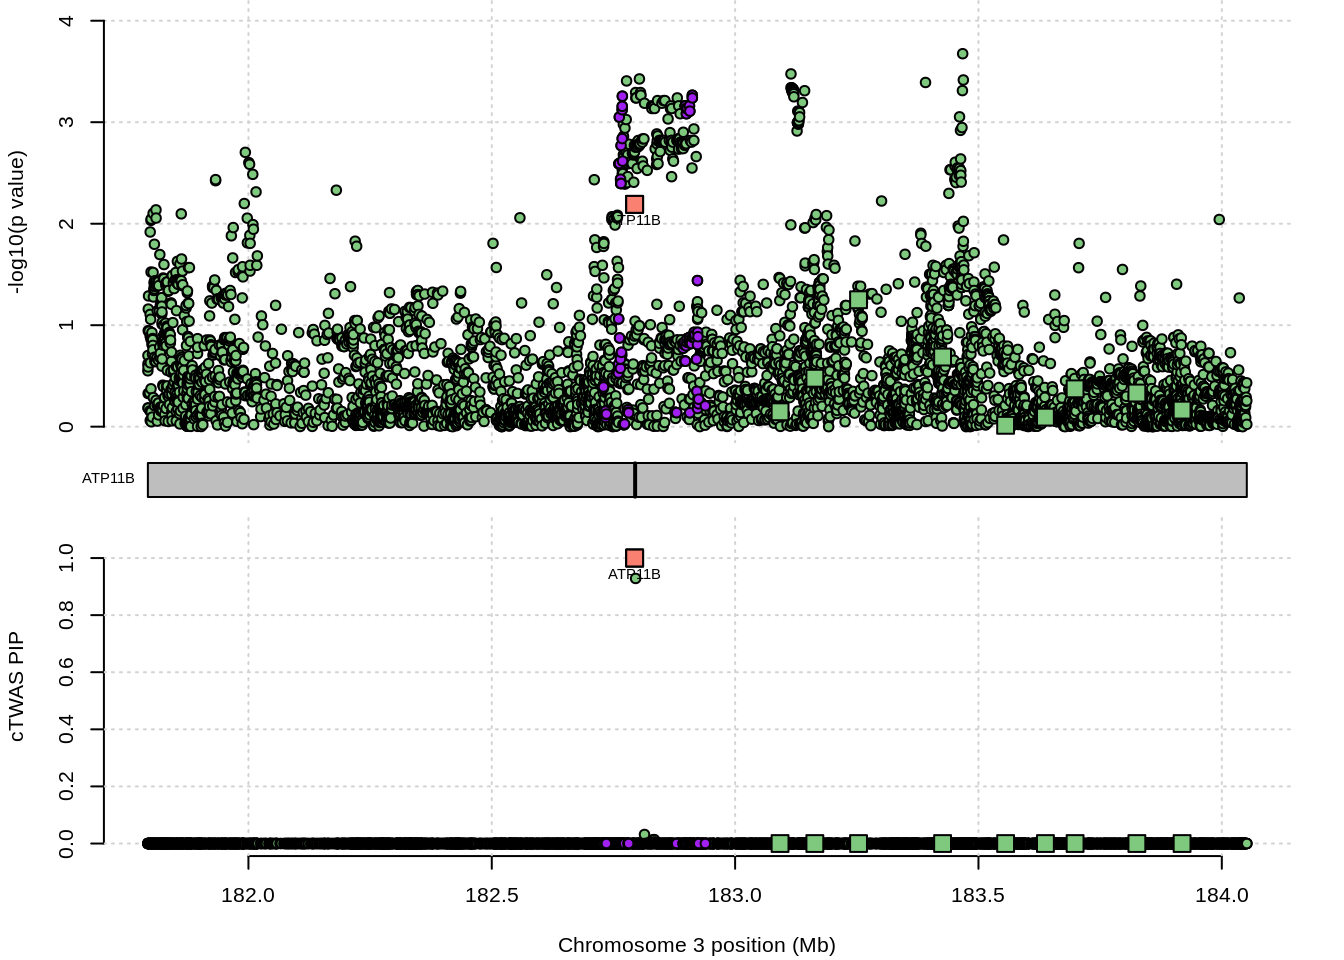 4
3
2
1
0
-log10(p value)
ATP11B
ATP11B
1.0
0.8
0.6
0.4
0.2
0.0
cTWAS PIP
ATP11B
182.0 182.5 183.0 183.5 184.0
Chromosome 3 position (Mb)